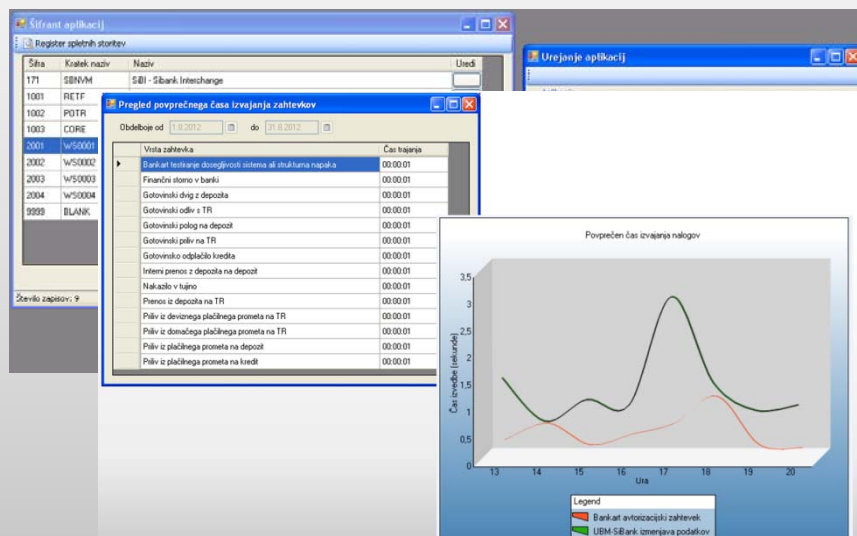 Šifrant aplikacij
Register spletnih storitev
Šifra Kratek naziv Naziv Uredi
171 SBNVM SiBI - Sibank Interchange
1001 RETF
1002 POTR
1003 CORE
2001 WS0001
2002 WS0002
2003 WS0003
2004 WS0004
9999 BLANK
Število zapisov: 9
Urejanje aplikacij
Pregled povprečnega časa izvajanja zahtevkov
Obdelboje od 1.8.2012 do 31.8.2012
Vrsta zahtevka Čas trajanja
Bankart testiranje dosegljivosti sistema ali strukturna napaka 00:00:01
Finančni storno v banki 00:00:01
Gotovinski dvig z depozita 00:00:01
Gotovinski odliv s TR 00:00:01
Gotovinski polog na depozit 00:00:01
Gotovinski priliv na TR 00:00:01
Gotovinsko odplačilo kredita 00:00:01
Interni prenos z depozita na depozit 00:00:01
Nakazilo v tujino 00:00:01
Prenos iz depozita na TR 00:00:01
Priliv iz deviznega plačilnega prometa na TR 00:00:01
Priliv iz domačega plačilnega prometa na TR 00:00:01
Priliv iz plačilnega prometa na depozit 00:00:01
Priliv iz plačilnega prometa na kredit 00:00:01
Povprečen čas izvajanja nalogov
Čas izvedbe (sekunde)
3,5
3
2,5
2
1,5
1
0,5
0
13 14 15 16 17 18 19 20
Ura
Legend
Bankart avtorizacijski zahtevek
UBM-SiBank izmenjava podatkov